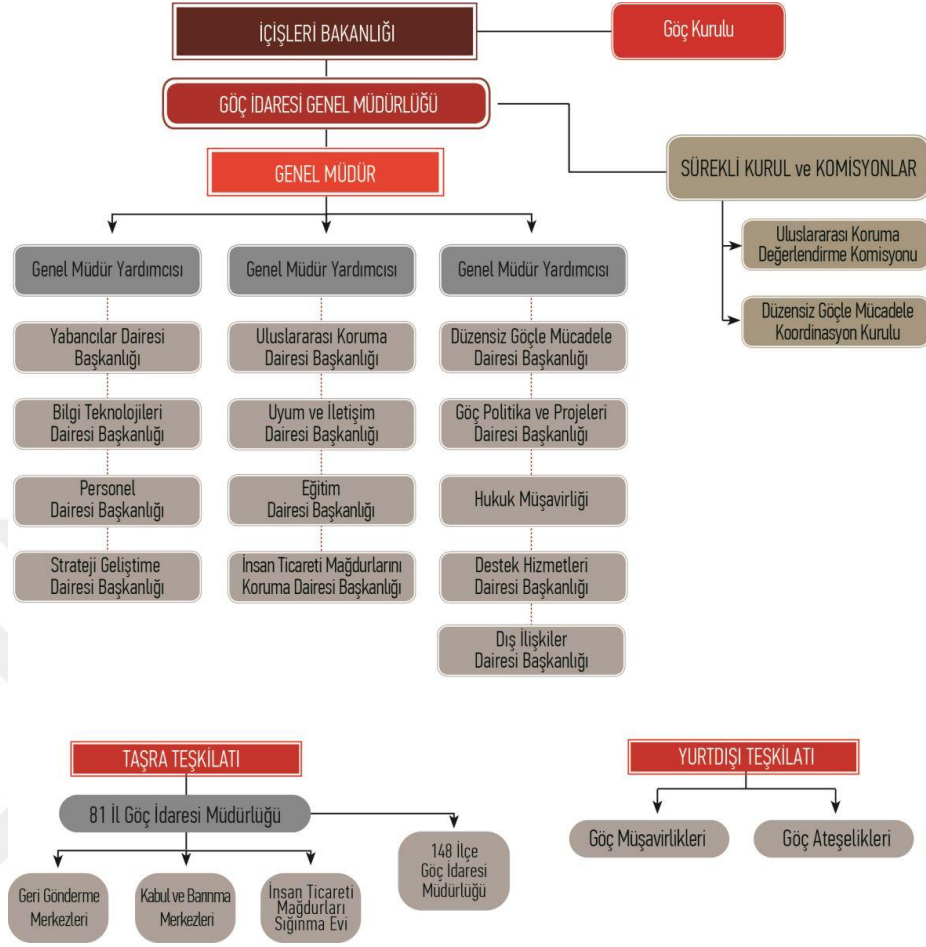 İÇİŞLERİ BAKANLIĞI
Göç Kurulu
GÖÇ İDARESİ GENEL MÜDÜRLÜĞÜ
GENEL MÜDÜR
SÜREKLİ KURUL ve KOMİSYONLAR
Uluslararası Koruma
Değerlendirme Komisyonu
Düzensiz Göçle Mücadele
Koordinasyon Kurulu
Genel Müdür Yardımcısı
Yabancılar Dairesi
Başkanlığı
Bilgi Teknolojileri
Dairesi Başkanlığı
Personel
Dairesi Başkanlığı
Strateji Geliştime
Dairesi Başkanlığı
Genel Müdür Yardımcısı
Uluslararası Koruma
Dairesi Başkanlığı
Uyum ve İletişim
Dairesi Başkanlığı
Eğitim
Dairesi Başkanlığı
İnsan Ticareti Mağdurlarını
Koruma Dairesi Başkanlığı
Genel Müdür Yardımcısı
Düzensiz Göçle Mücadele
Dairesi Başkanlığı
Göç Politika ve Projeleri
Dairesi Başkanlığı
Hukuk Müşavirliği
Destek Hizmetleri
Dairesi Başkanlığı
Dış İlişkiler
Dairesi Başkanlığı
TAŞRA TEŞKİLATI
81 İl Göç İdaresi Müdürlüğü
Geri Gönderme
Merkezleri
Kabul ve Barınma
Merkezleri
İnsan Ticareti
Mağdurları
Sığınma Evi
148 İlçe
Göç İdaresi
Müdürlüğü
YURTDIŞI TEŞKİLATI
Göç Müşavirlikleri
Göç Ateşelikleri